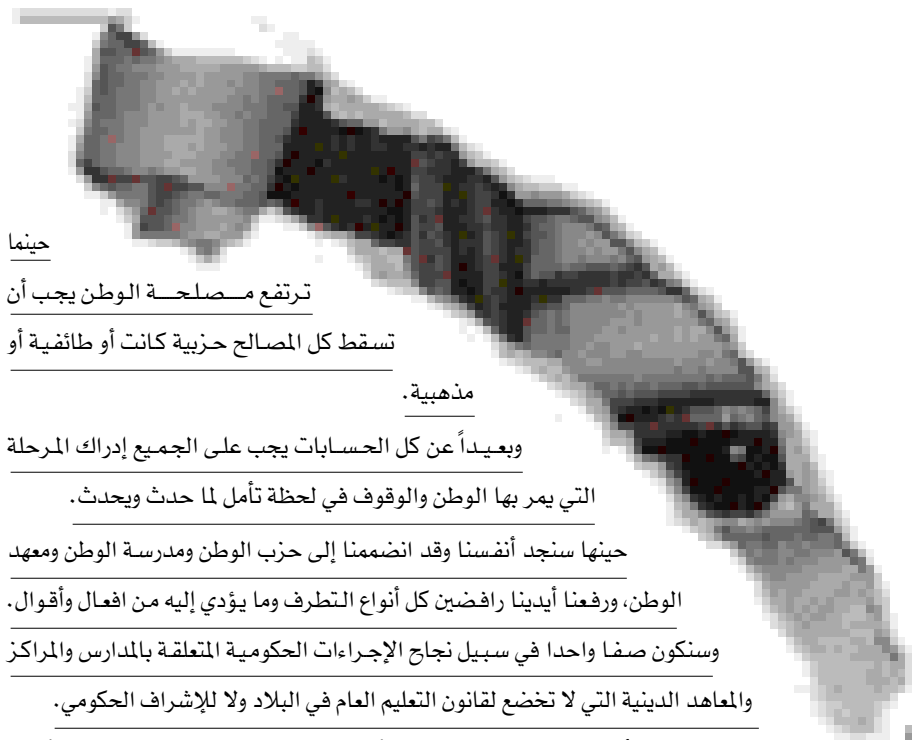 حينما
ترتفع مصلحة الوطن يجب أن
تسقط كل المصالح حزبية كانت أو طائفية أو
مذهبية.
وبعيداً عن كل الحسابات يجب على الجميع إدراك المرحلة
التي يمر بها الوطن والوقوف في لحظة تأمل لما حدث ويحدث.
حينها سنجد أنفسنا وقد انضممنا إلى حزب الوطن ومدرسة الوطن ومعهد
الوطن، ورفعنا أيدينا رافضين كل أنواع التطرف وما يؤدي إليه من افعال وأقوال.
وسنكون صفا واحدا في سبيل نجاح الإجراءات الحكومية المتعلقة بالمدارس والمراكز
والمعاهد الدينية التي لا تخضع لقانون التعليم العام في البلاد ولا للإشراف الحكومي.